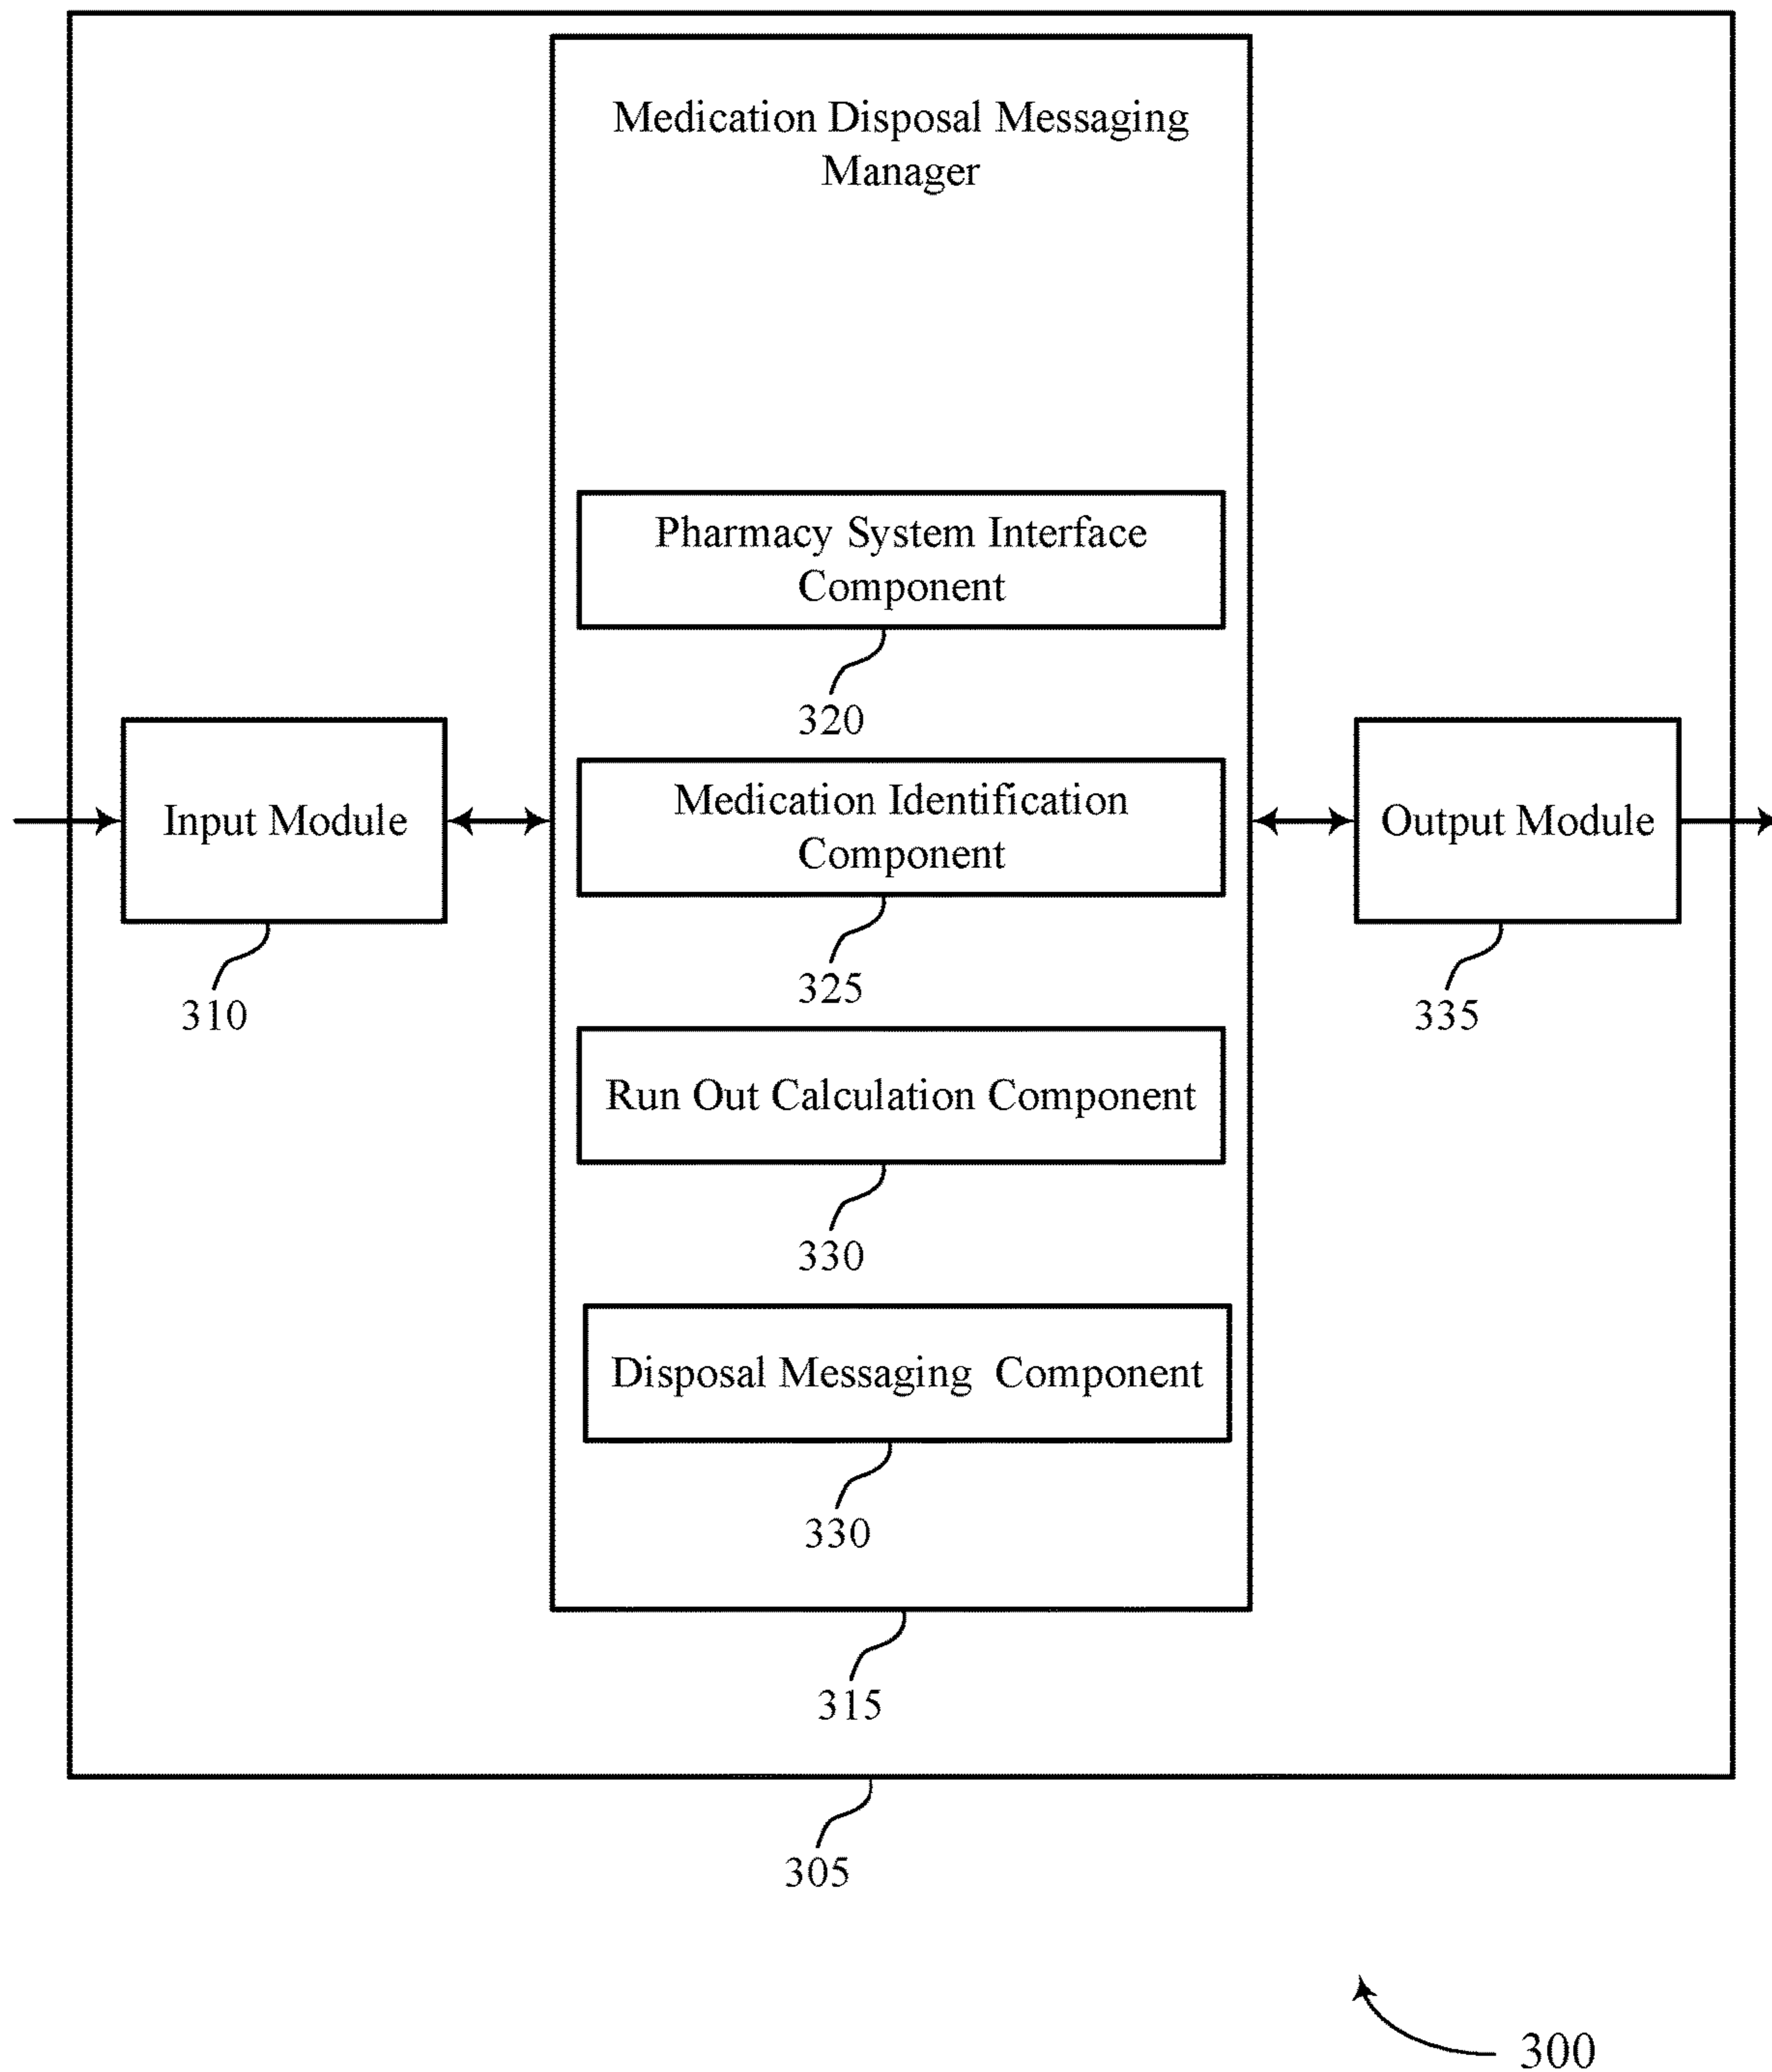 Medication Disposal Messaging
Manager
Pharmacy System Interface
Component
320
Input Module
310
Medication Identification
Component
325
Output Module
335
Run Out Calculation Component
330
Disposal Messaging Component
330
315
305
300